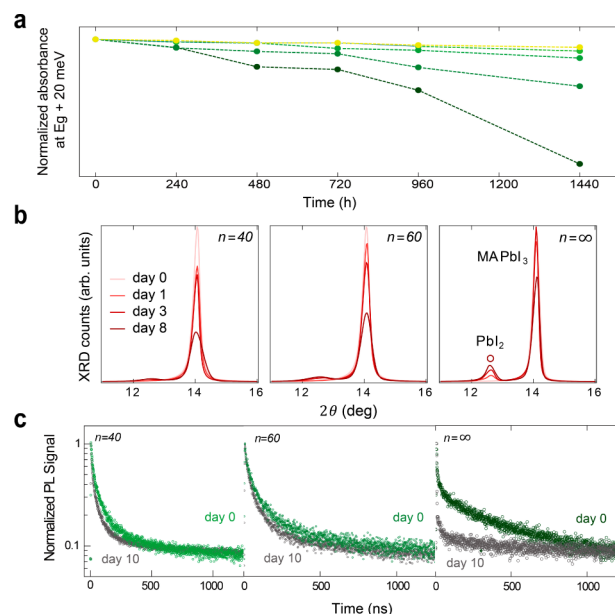 a
Normalized absorbance
at Eg + 20 meV
0 240 480 720 960 1200 1440
Time (h)
b
XRD counts (arb. units)
n=40
n=60
n=∞
day 0
day 1
day 3
day 8
MAPbI3
PbI2
12 14 16 12 14 16 12 14 16
2θ (deg)
c
Normalized PL Signal
n=40
n=60
n=∞
1
0.1
day 0
day 10
day 0
day 10
day 0
day 10
0 500 1000 0 500 1000 0 500 1000
Time (ns)